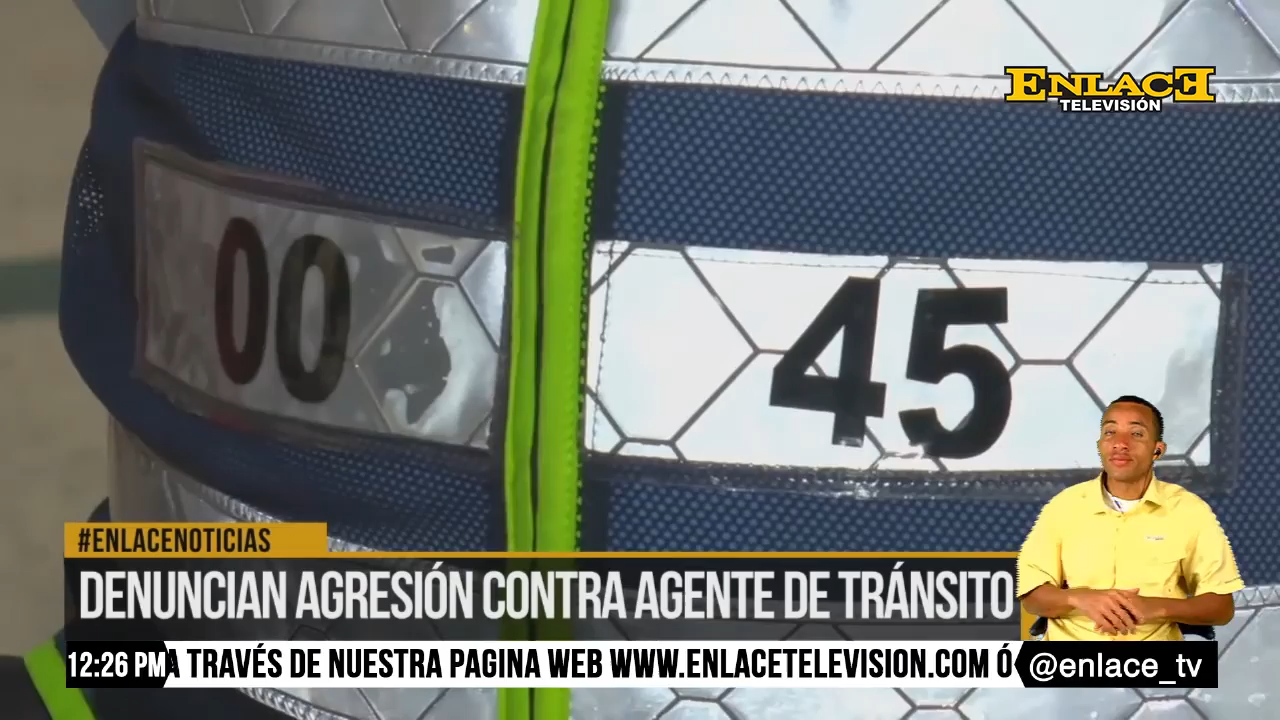 ENLACE
TELEVISIÓN
00 45
#ENLACENOTICIAS
DENUNCIAN AGRESIÓN CONTRA AGENTE DE TRÁNSITO
12:26 PM A TRAVÉS DE NUESTRA PAGINA WEB WWW.ENLACETELEVISION.COM Ó @enlace_tv